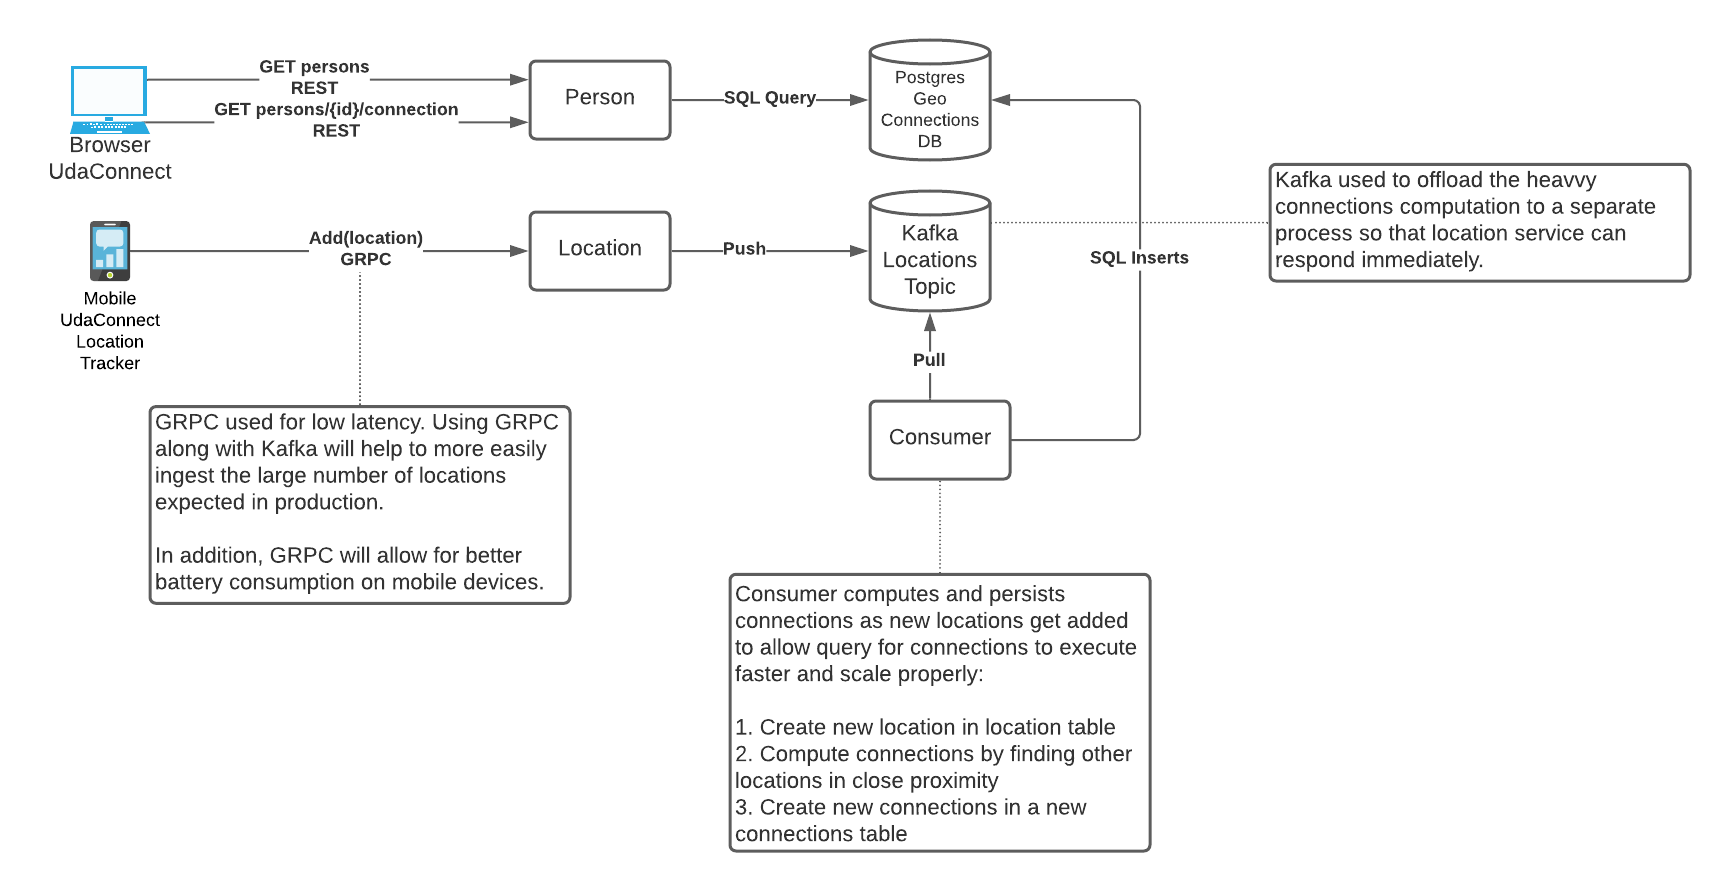 GET persons
REST
GET persons/{id}/connection
REST
Browser
UdaConnect
Person
SQL Query
Postgres
Geo
Connections
DB
Mobile
UdaConnect
Location
Tracker
Add(location)
GRPC
Location
Push
Kafka
Locations
Topic
SQL Inserts
Kafka used to offload the heavvy
connections computation to a separate
process so that location service can
respond immediately.
Pull
Consumer
GRPC used for low latency. Using GRPC
along with Kafka will help to more easily
ingest the large number of locations
expected in production.
In addition, GRPC will allow for better
battery consumption on mobile devices.
Consumer computes and persists
connections as new locations get added
to allow query for connections to execute
faster and scale properly:
1. Create new location in location table
2. Compute connections by finding other
locations in close proximity
3. Create new connections in a new
connections table